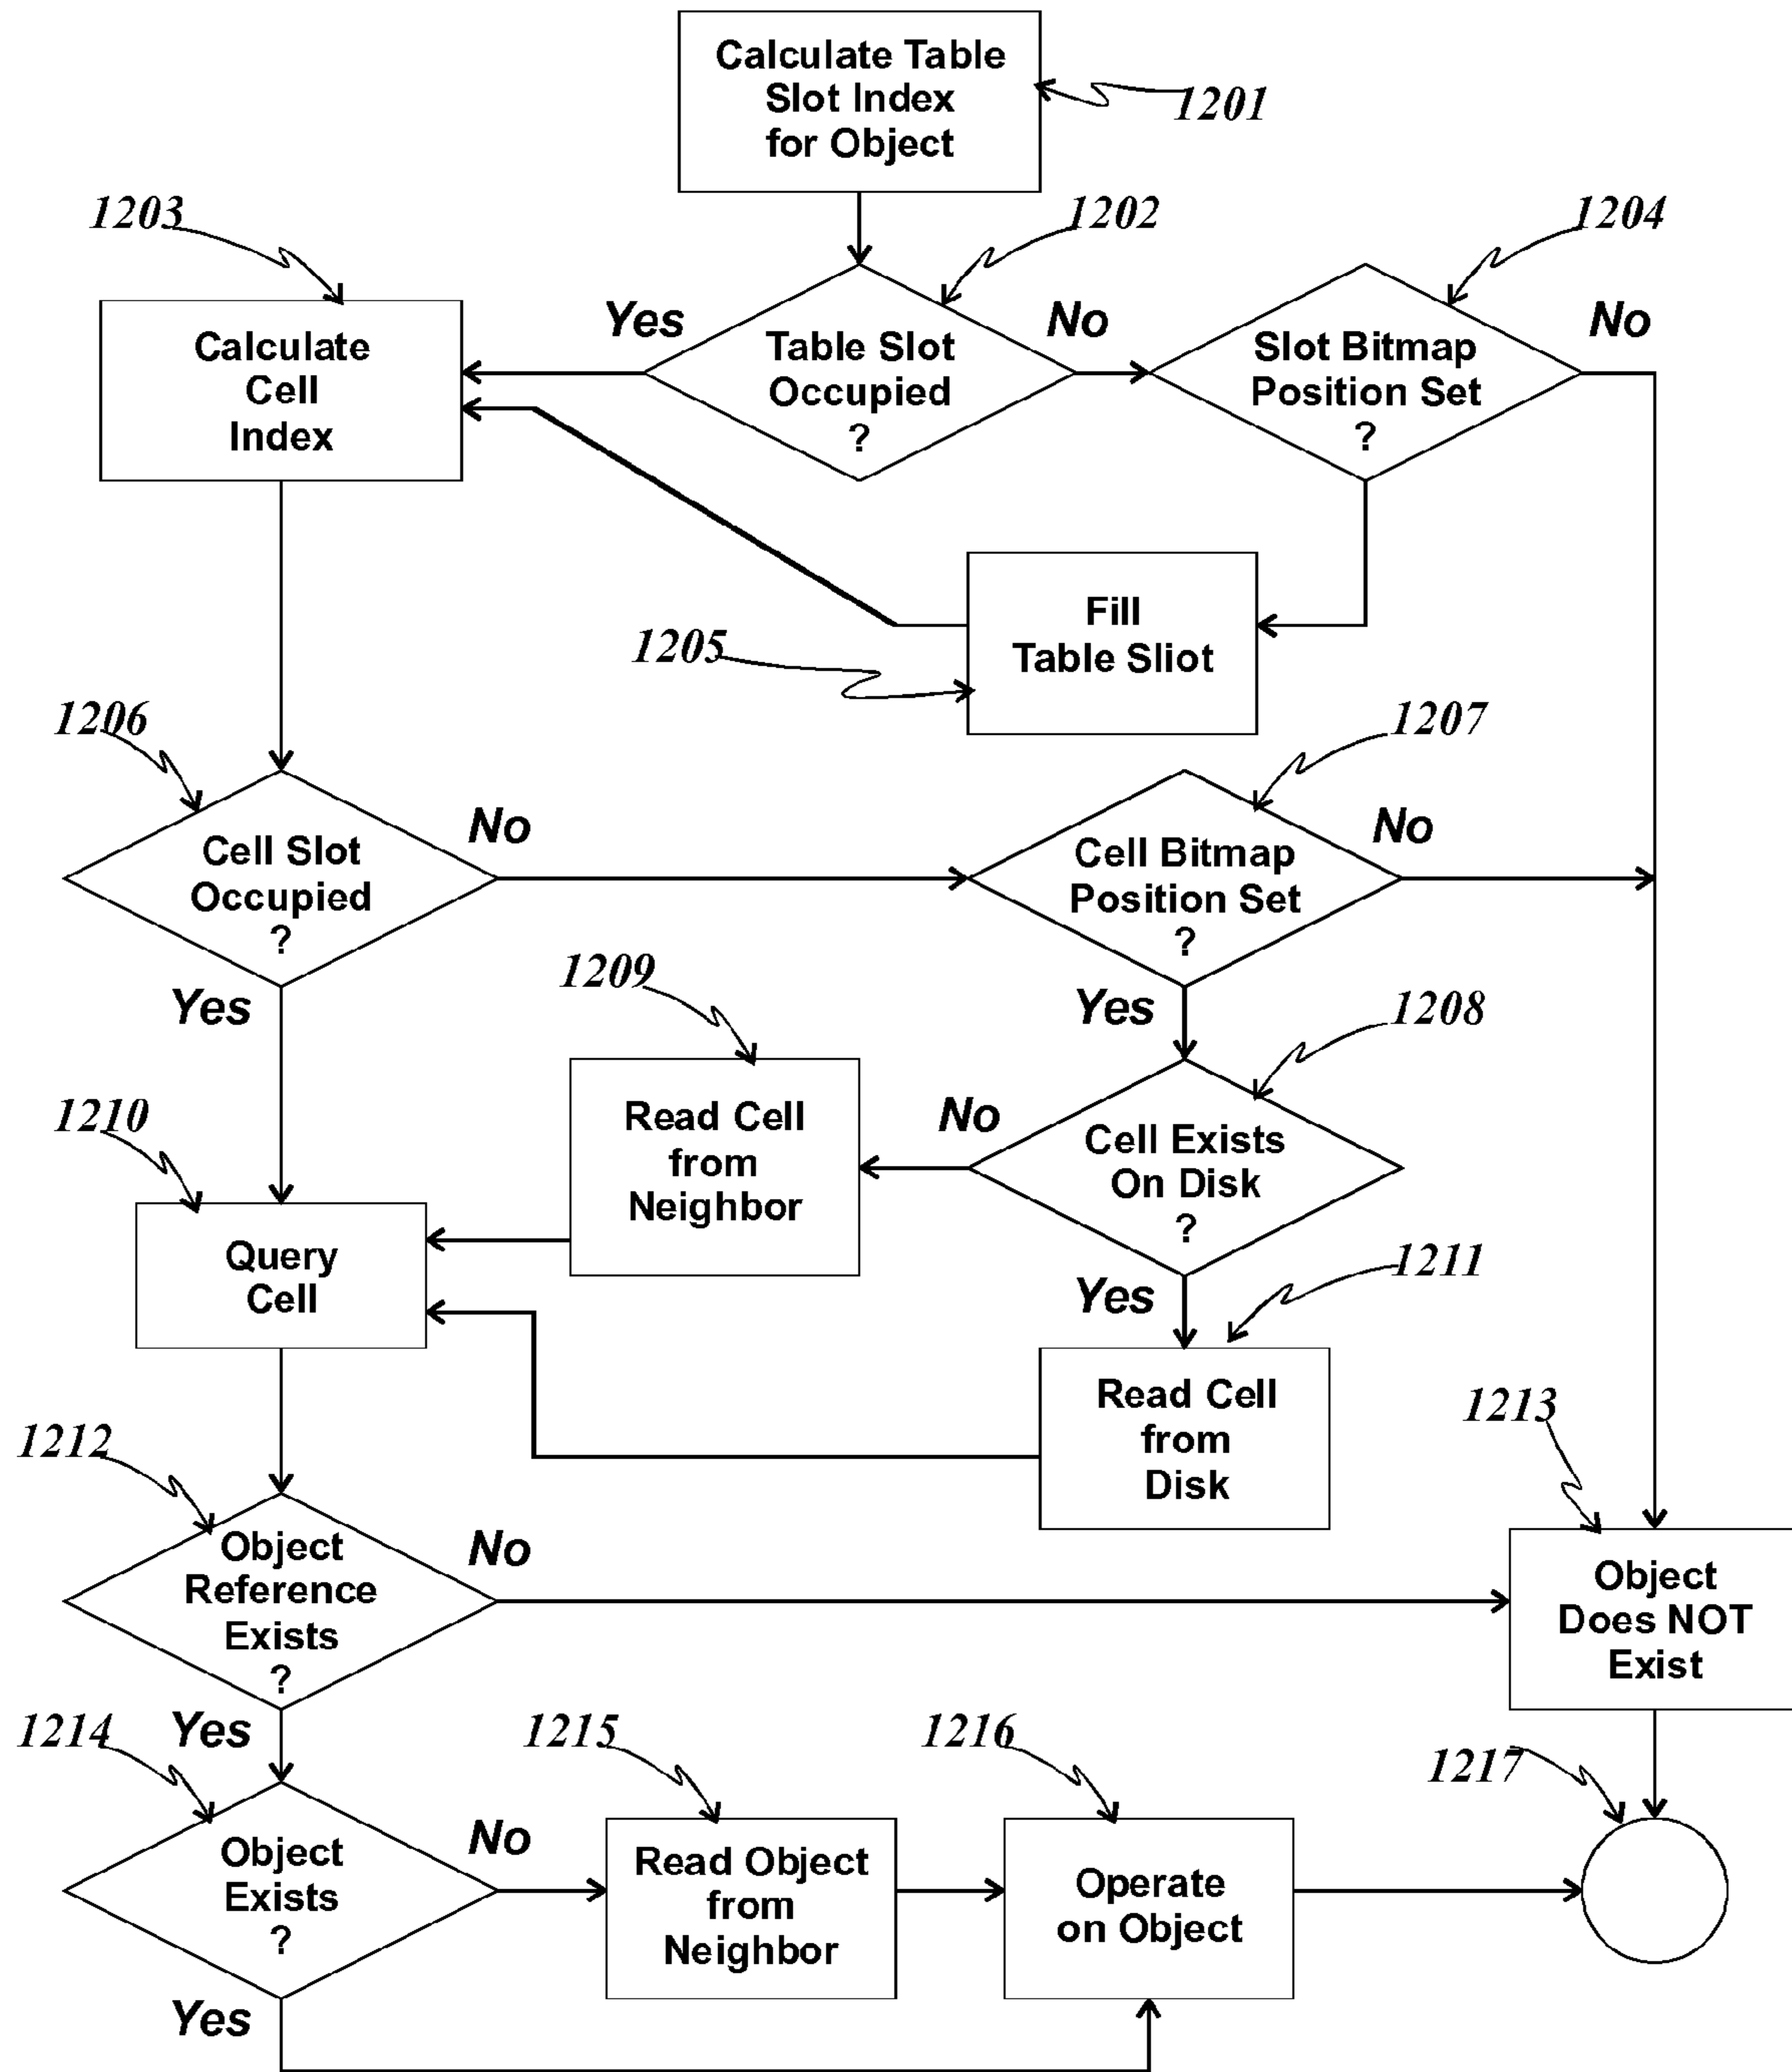 Calculate Table
Slot Index
for Object
1201
1203
1202
1204
Calculate
Cell
Index
Yes
Table Slot
Occupied
?
No
Slot Bitmap
Position Set
?
No
Fill
Table Sliot
1205
1206
1207
Cell Slot
Occupied
?
No
Cell Bitmap
Position Set
?
No
Yes
1209
Yes
1208
1210
Read Cell
from
Neighbor
No
Cell Exists
On Disk
?
Query
Cell
Yes
1211
Read Cell
from
Disk
1213
1212
Object
Reference
Exists
?
No
Object
Does NOT
Exist
Yes
1214
1215
1216
1217
Object
Exists
?
No
Read Object
from
Neighbor
Operate
on Object
Yes